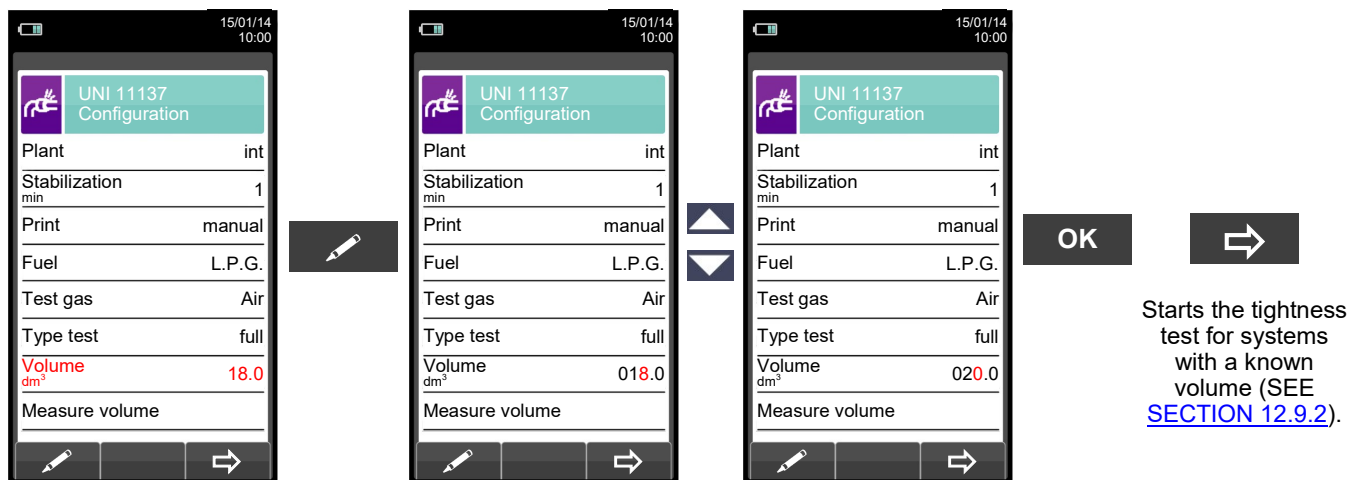 15/01/14
10:00
UNI 11137
Configuration
Plant int
Stabilization 1
min
Print manual
Fuel L.P.G.
Test gas Air
Type test full
Volume 18.0
dm³
Measure volume
15/01/14
10:00
UNI 11137
Configuration
Plant int
Stabilization 1
min
Print manual
Fuel L.P.G.
Test gas Air
Type test full
Volume 018.0
dm³
Measure volume
15/01/14
10:00
UNI 11137
Configuration
Plant int
Stabilization 1
min
Print manual
Fuel L.P.G.
Test gas Air
Type test full
Volume 020.0
dm³
Measure volume
OK
Starts the tightness
test for systems
with a known
volume (SEE
SECTION 12.9.2).